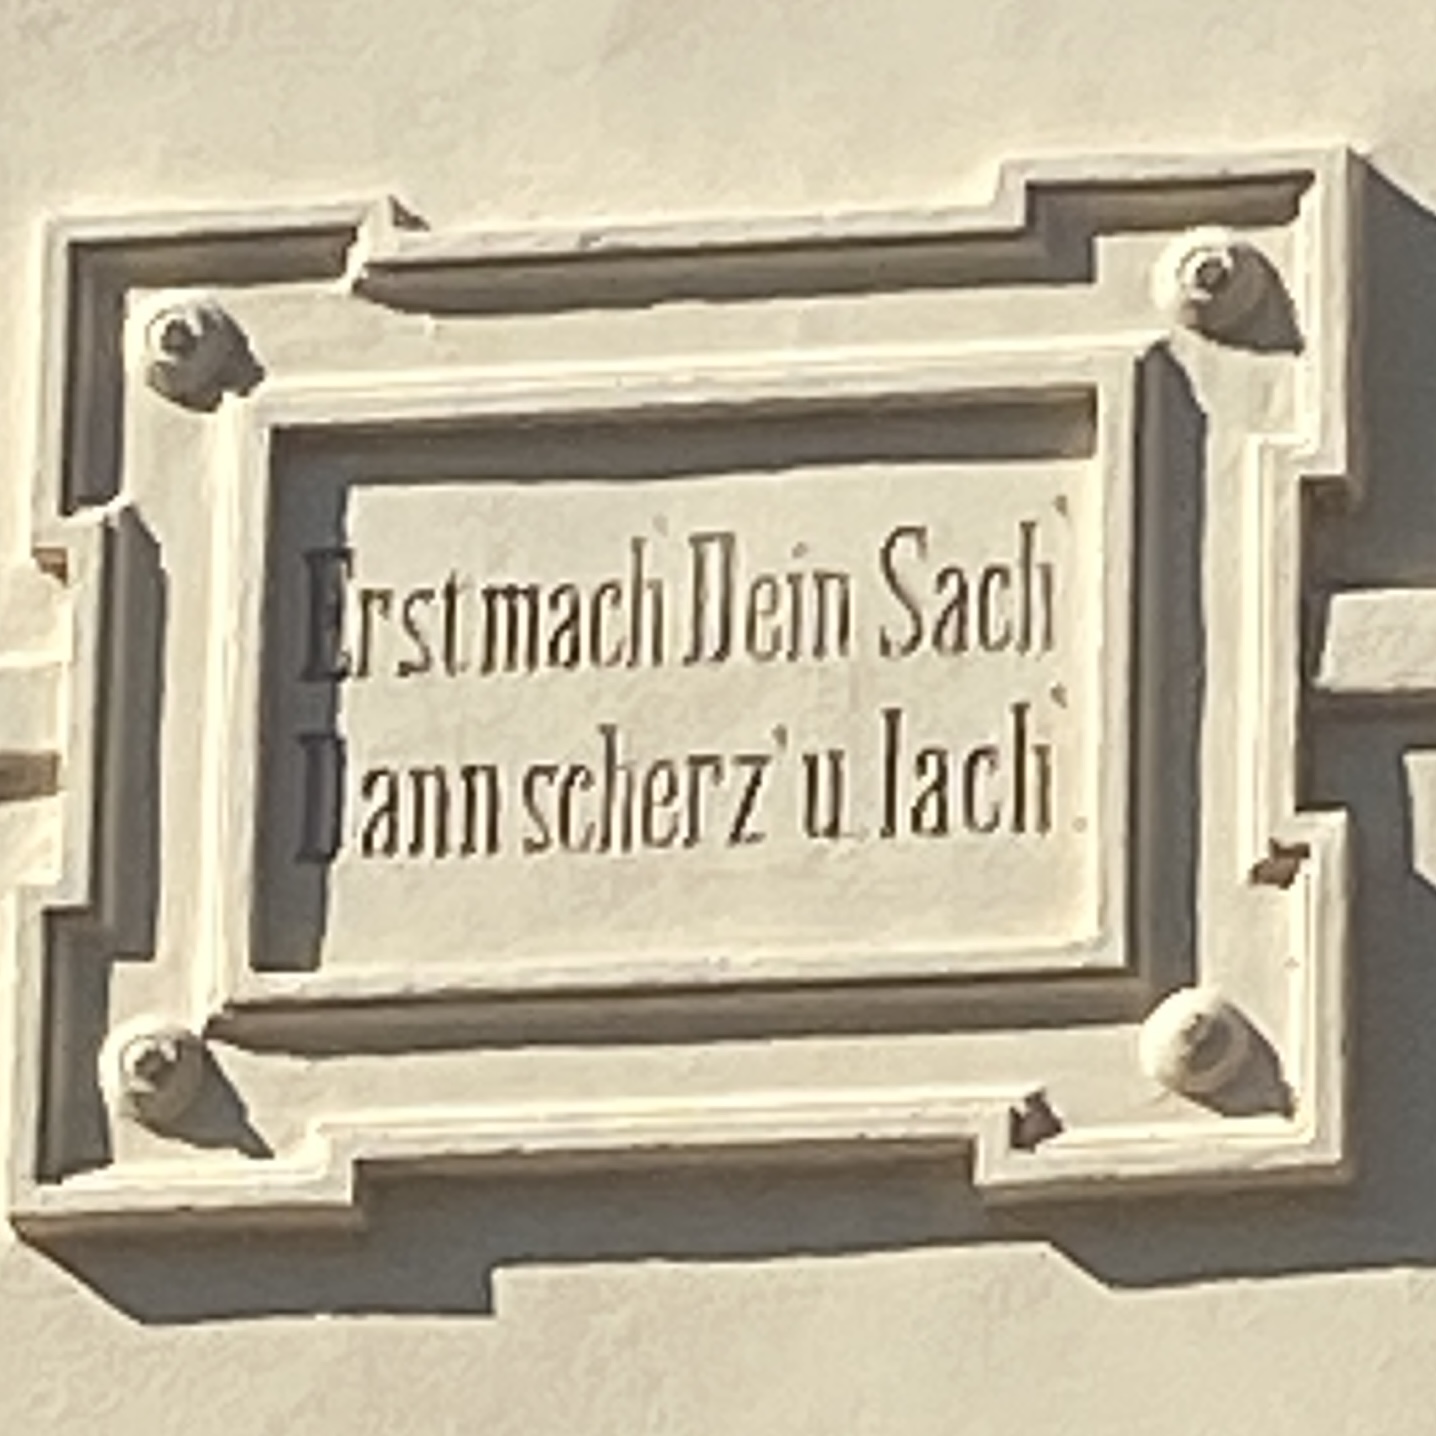 Erst mach' Dein Sach'
Dann scherz' u. lach'.